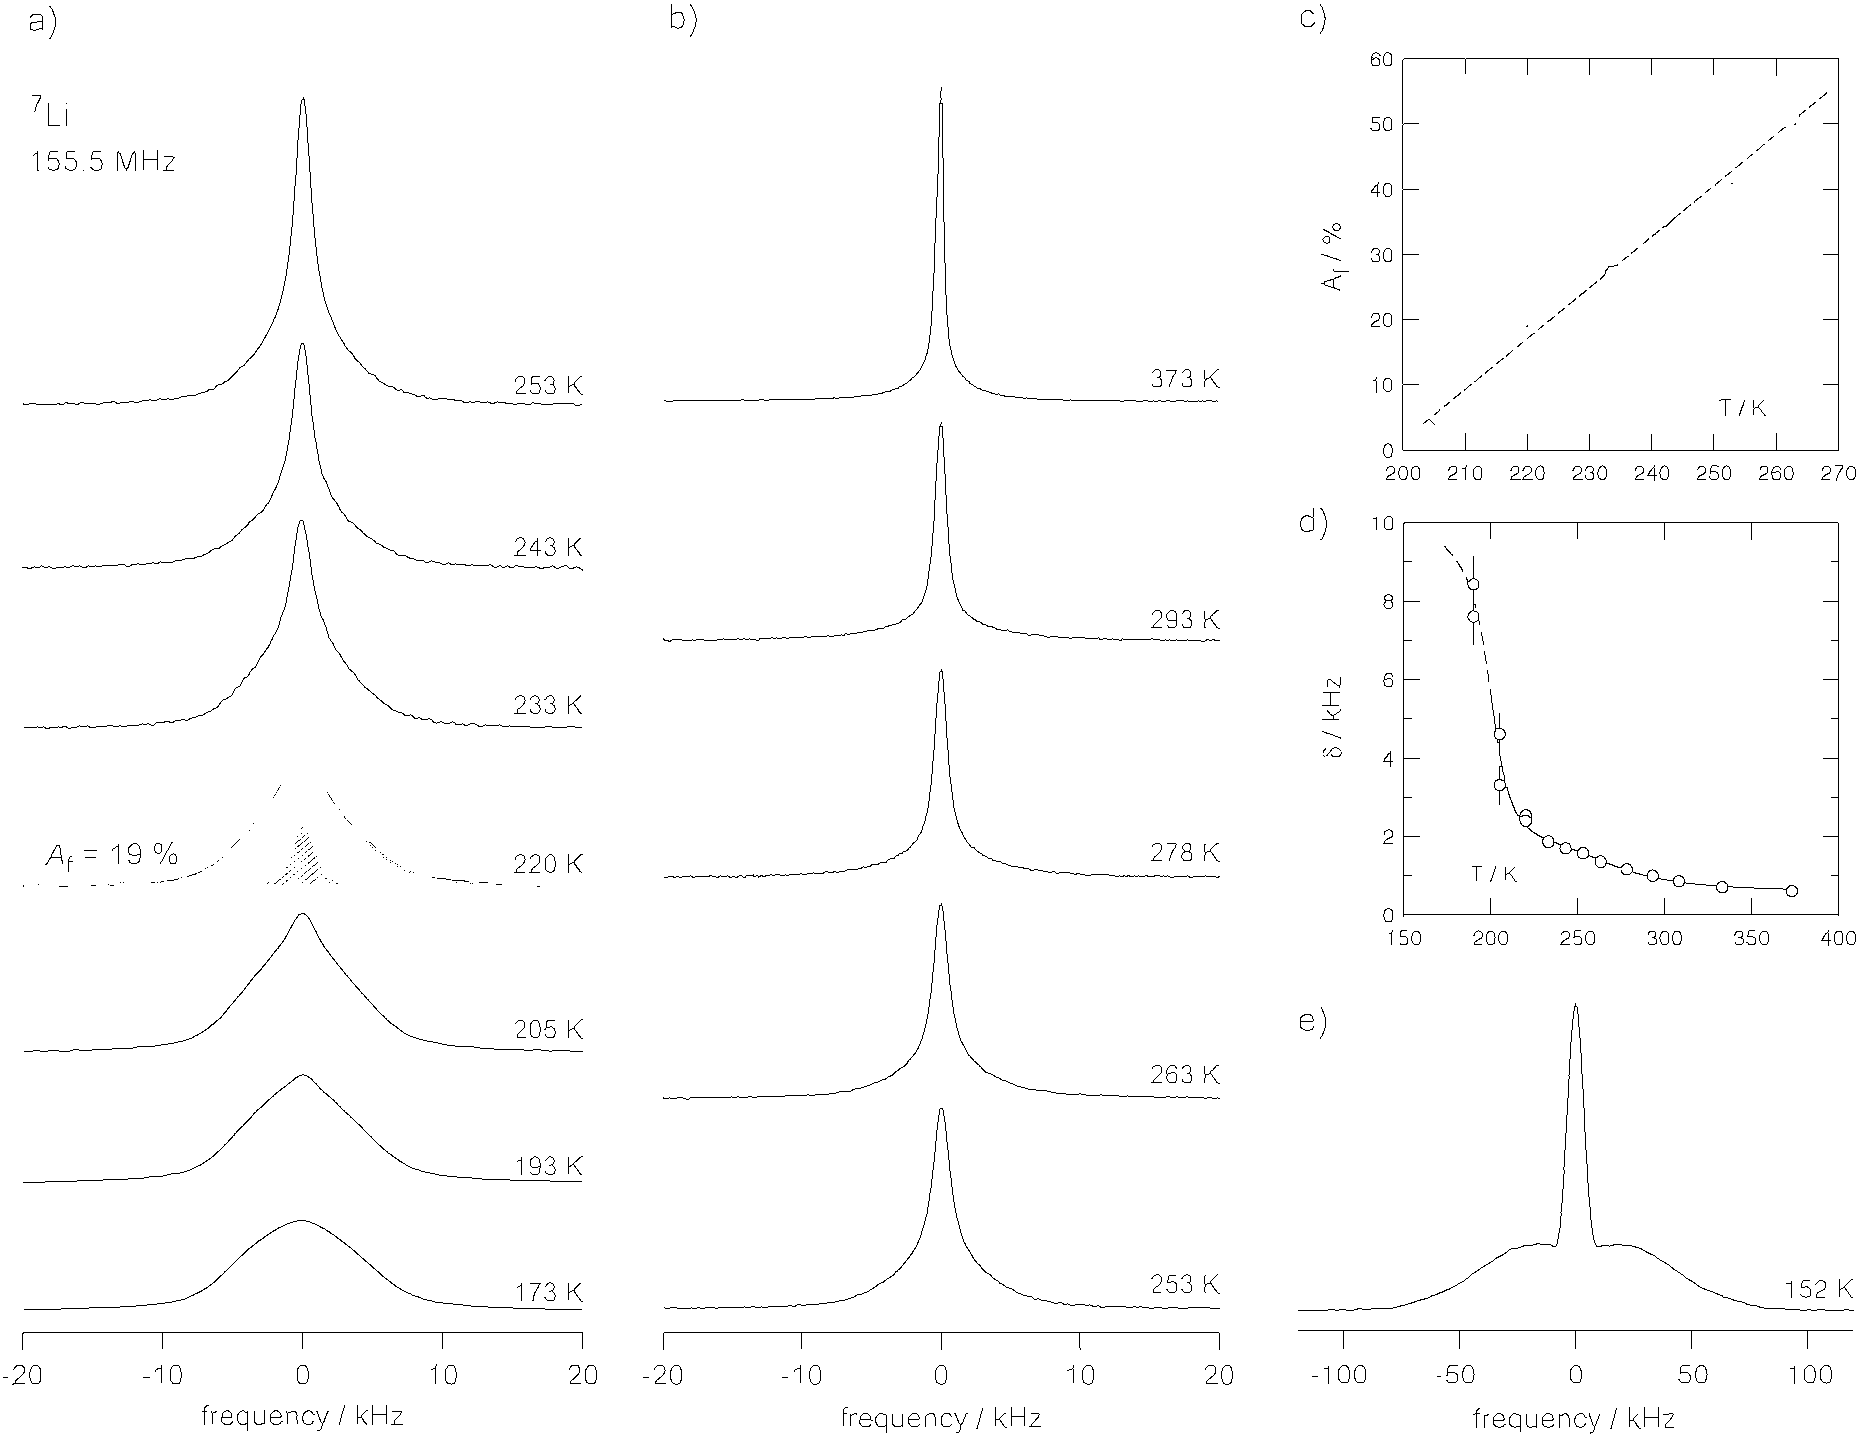 a)
⁷Li
155.5 MHz
253 K
243 K
233 K
A_f = 19 %
220 K
205 K
193 K
173 K
-20 -10 0 10 20
frequency / kHz
b)
373 K
293 K
278 K
263 K
253 K
-20 -10 0 10 20
frequency / kHz
c)
60
50
40
30
20
10
0
A_f / %
T / K
200 210 220 230 240 250 260 270
d)
10
8
6
4
2
0
δ / kHz
T / K
150 200 250 300 350 400
e)
152 K
-100 -50 0 50 100
frequency / kHz